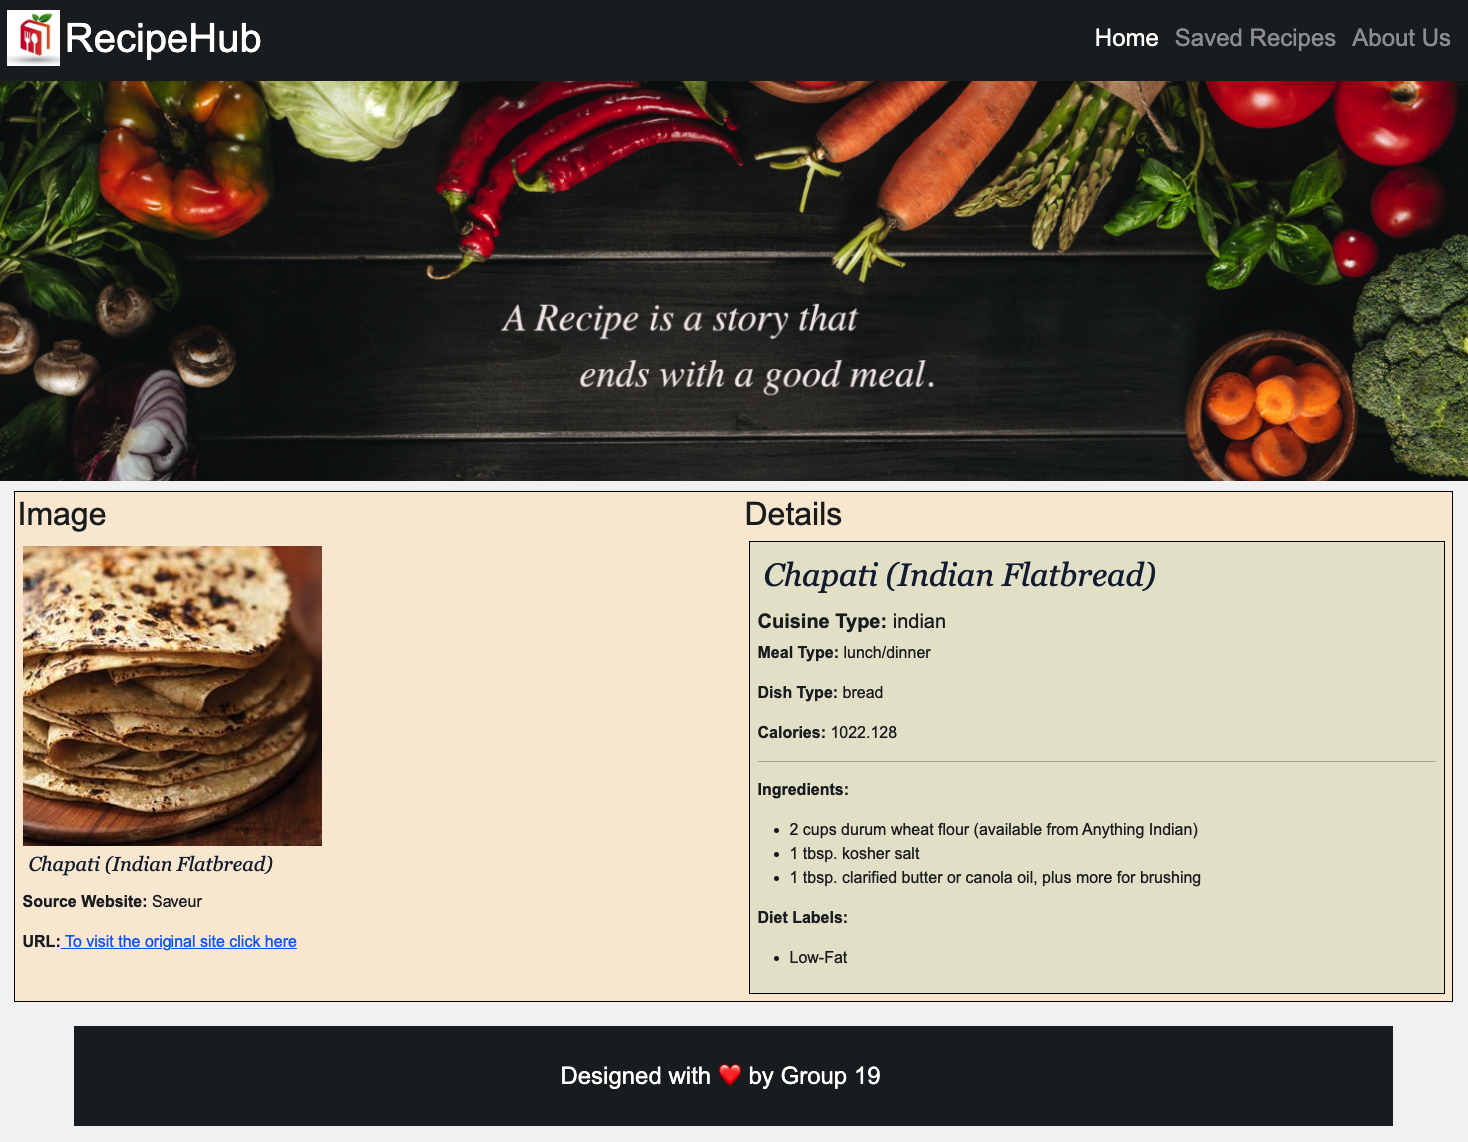 RecipeHub
Home Saved Recipes About Us
A Recipe is a story that
ends with a good meal.
Image
Chapati (Indian Flatbread)
Source Website: Saveur
URL: To visit the original site click here
Details
Chapati (Indian Flatbread)
Cuisine Type: indian
Meal Type: lunch/dinner
Dish Type: bread
Calories: 1022.128
Ingredients:
• 2 cups durum wheat flour (available from Anything Indian)
• 1 tbsp. kosher salt
• 1 tbsp. clarified butter or canola oil, plus more for brushing
Diet Labels:
• Low-Fat
Designed with ❤️ by Group 19